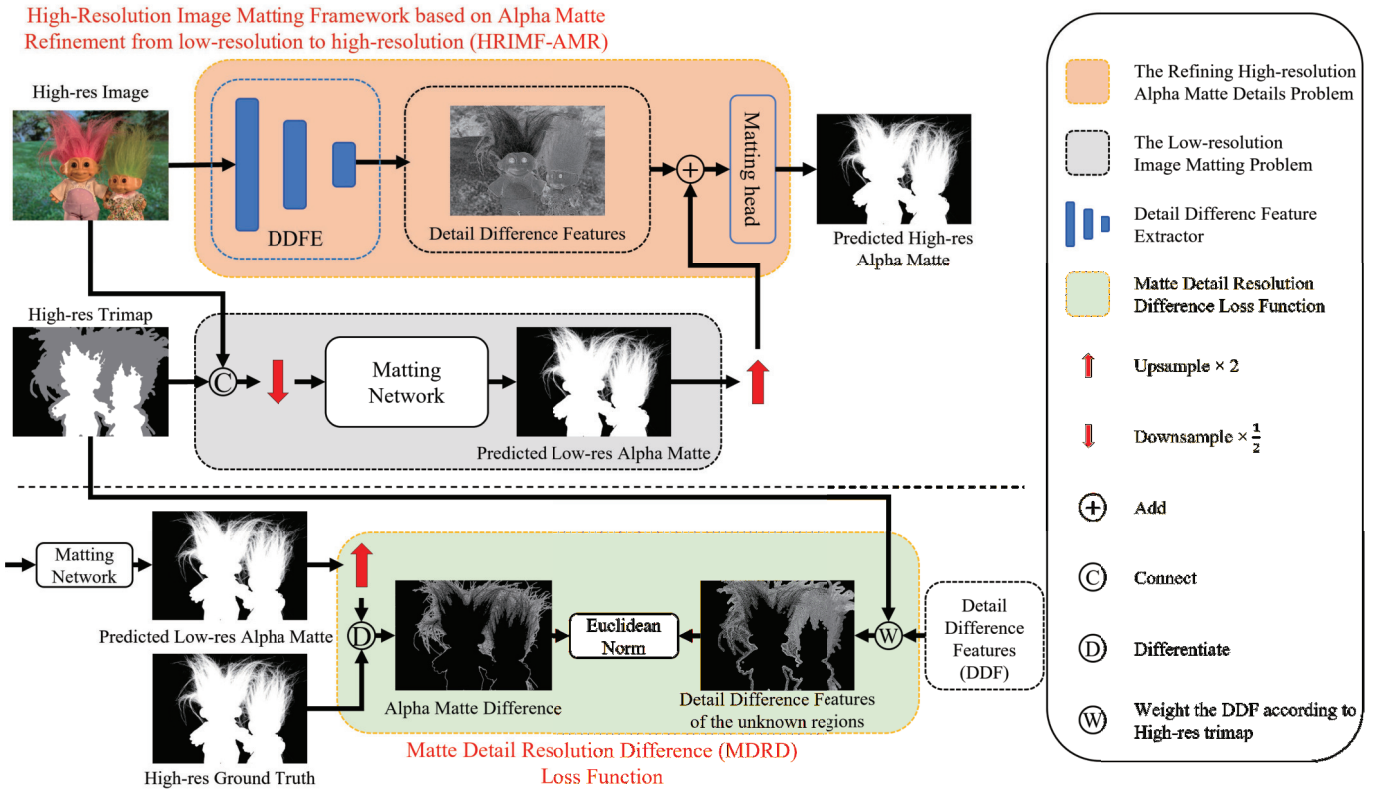 High-Resolution Image Matting Framework based on Alpha Matte
Refinement from low-resolution to high-resolution (HRIMF-AMR)
High-res Image
DDFE
Detail Difference Features
+
Matting head
Predicted High-res
Alpha Matte
High-res Trimap
C
Matting
Network
Predicted Low-res Alpha Matte
Matting
Network
Predicted Low-res Alpha Matte
High-res Ground Truth
D
Alpha Matte Difference
Euclidean
Norm
Detail Difference Features
of the unknown regions
W
Detail
Difference
Features
(DDF)
Matte Detail Resolution Difference (MDRD)
Loss Function
The Refining High-resolution
Alpha Matte Details Problem
The Low-resolution
Image Matting Problem
Detail Differenc Feature
Extractor
Matte Detail Resolution
Difference Loss Function
Upsample × 2
Downsample × 1/2
+ Add
C Connect
D Differentiate
W Weight the DDF according to
High-res trimap